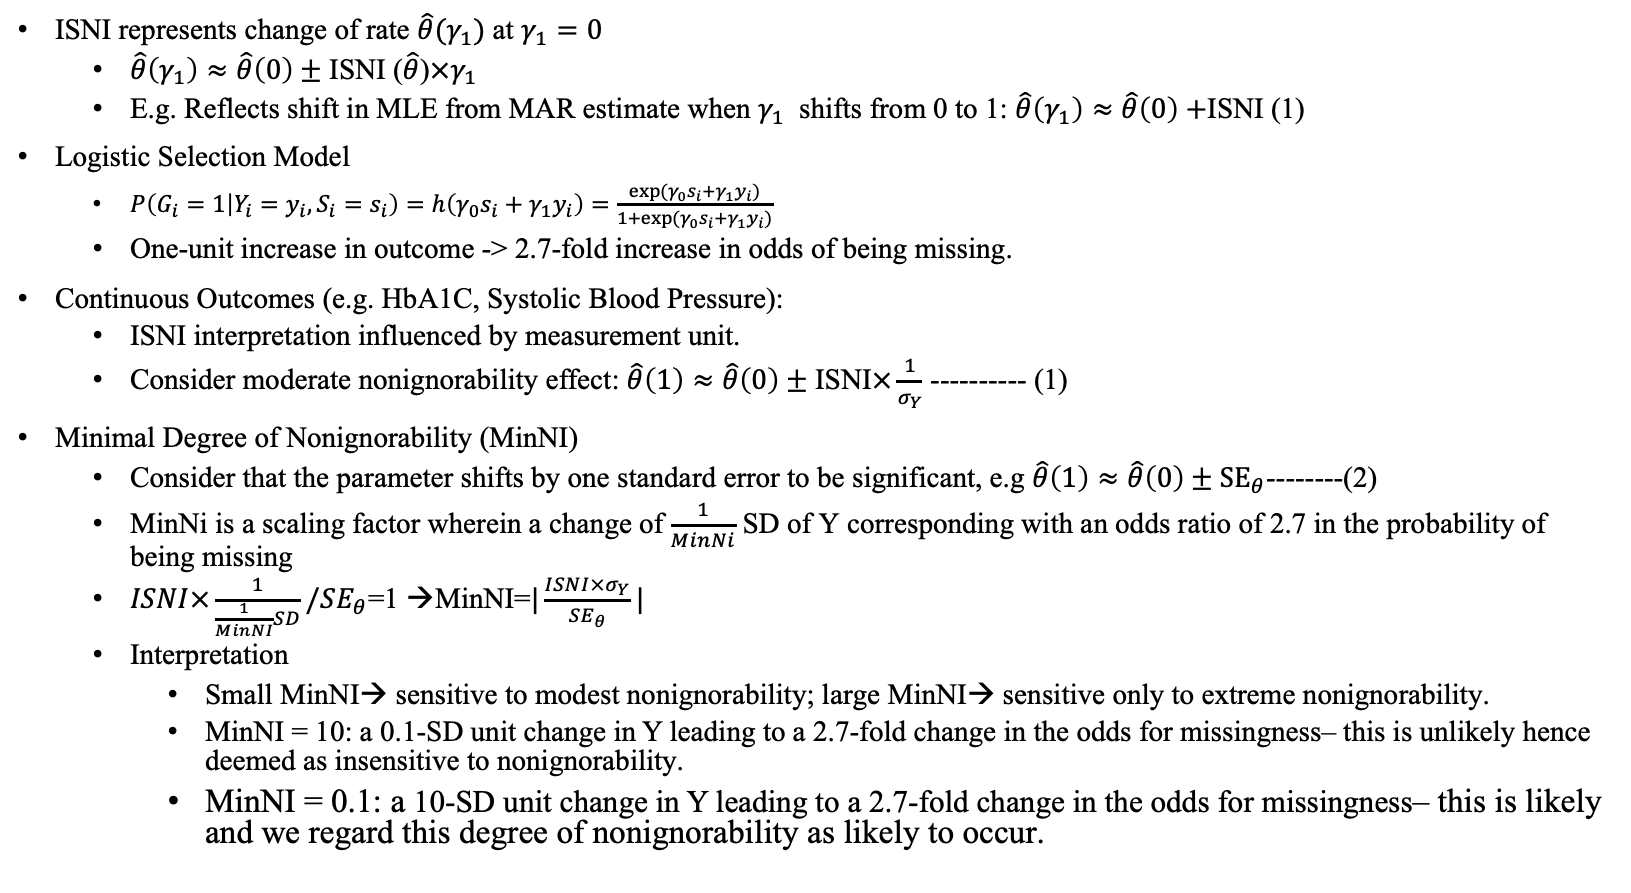 • ISNI represents change of rate θ̂(γ₁) at γ₁ = 0
• θ̂(γ₁) ≈ θ̂(0) ± ISNI (θ̂)×γ₁
• E.g. Reflects shift in MLE from MAR estimate when γ₁ shifts from 0 to 1: θ̂(γ₁) ≈ θ̂(0) +ISNI (1)
• Logistic Selection Model
• P(Gᵢ = 1|Yᵢ = yᵢ, Sᵢ = sᵢ) = h(γ₀sᵢ + γ₁yᵢ) = exp(γ₀sᵢ+γ₁yᵢ) / 1+exp(γ₀sᵢ+γ₁yᵢ)
• One-unit increase in outcome -> 2.7-fold increase in odds of being missing.
• Continuous Outcomes (e.g. HbA1C, Systolic Blood Pressure):
• ISNI interpretation influenced by measurement unit.
• Consider moderate nonignorability effect: θ̂(1) ≈ θ̂(0) ± ISNI× 1/σ_Y ---------- (1)
• Minimal Degree of Nonignorability (MinNI)
• Consider that the parameter shifts by one standard error to be significant, e.g θ̂(1) ≈ θ̂(0) ± SE_θ--------(2)
• MinNi is a scaling factor wherein a change of 1/MinNi SD of Y corresponding with an odds ratio of 2.7 in the probability of
being missing
• ISNI× 1/(1/MinNI SD) /SE_θ=1 →MinNI=|ISNI×σ_Y / SE_θ|
• Interpretation
• Small MinNI→ sensitive to modest nonignorability; large MinNI→ sensitive only to extreme nonignorability.
• MinNI = 10: a 0.1-SD unit change in Y leading to a 2.7-fold change in the odds for missingness– this is unlikely hence
deemed as insensitive to nonignorability.
• MinNI = 0.1: a 10-SD unit change in Y leading to a 2.7-fold change in the odds for missingness– this is likely
and we regard this degree of nonignorability as likely to occur.